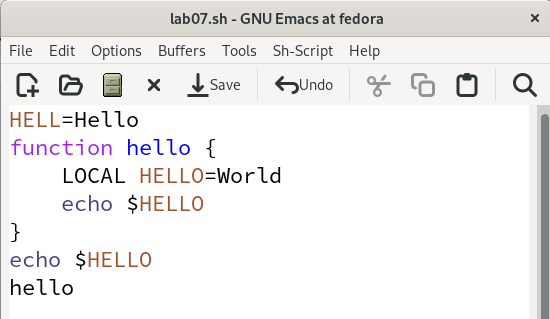 lab07.sh - GNU Emacs at fedora
×
File Edit Options Buffers Tools Sh-Script Help
Save Undo
HELL=Hello
function hello {
    LOCAL HELLO=World
    echo $HELLO
}
echo $HELLO
hello